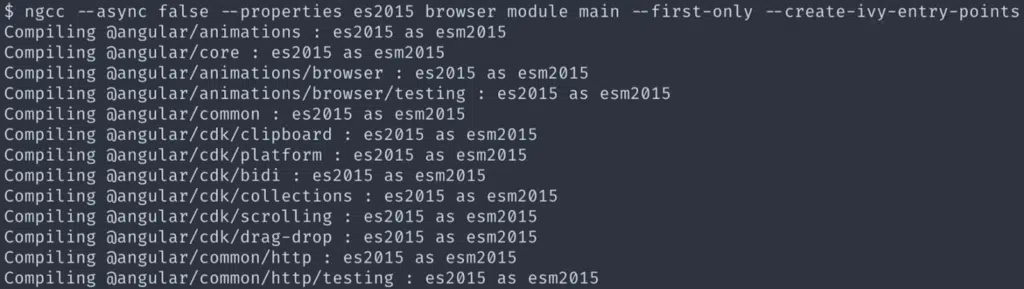 $ ngcc --async false --properties es2015 browser module main --first-only --create-ivy-entry-points
Compiling @angular/animations : es2015 as esm2015
Compiling @angular/core : es2015 as esm2015
Compiling @angular/animations/browser : es2015 as esm2015
Compiling @angular/animations/browser/testing : es2015 as esm2015
Compiling @angular/common : es2015 as esm2015
Compiling @angular/cdk/clipboard : es2015 as esm2015
Compiling @angular/cdk/platform : es2015 as esm2015
Compiling @angular/cdk/bidi : es2015 as esm2015
Compiling @angular/cdk/collections : es2015 as esm2015
Compiling @angular/cdk/scrolling : es2015 as esm2015
Compiling @angular/cdk/drag-drop : es2015 as esm2015
Compiling @angular/common/http : es2015 as esm2015
Compiling @angular/common/http/testing : es2015 as esm2015